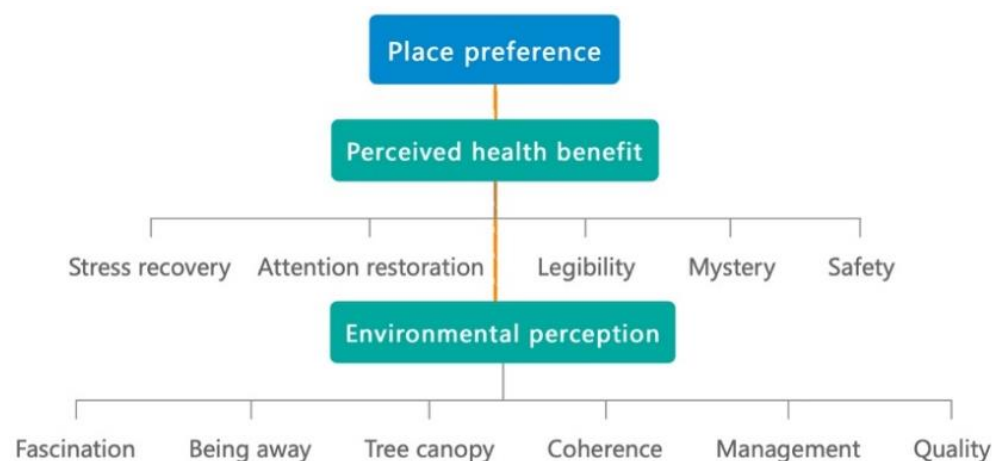 Place preference
Perceived health benefit
Stress recovery Attention restoration Legibility Mystery Safety
Environmental perception
Fascination Being away Tree canopy Coherence Management Quality